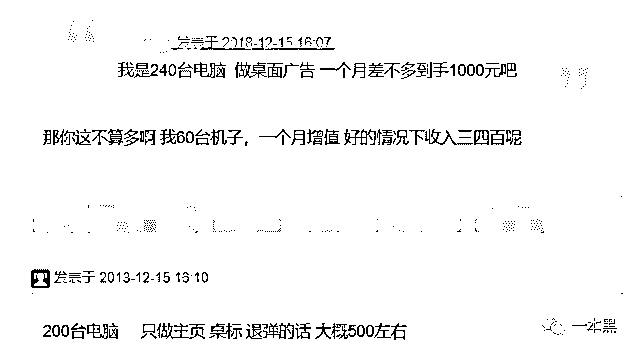 发表于 2018-12-15 16:07
我是240台电脑 做桌面广告 一个月差不多到手1000元吧
那你这不算多啊 我60台机子，一个月增值 好的情况下收入三四百呢
发表于 2013-12-15 16:10
200台电脑 只做主页 桌标 退弹的话 大概500左右
一本黑